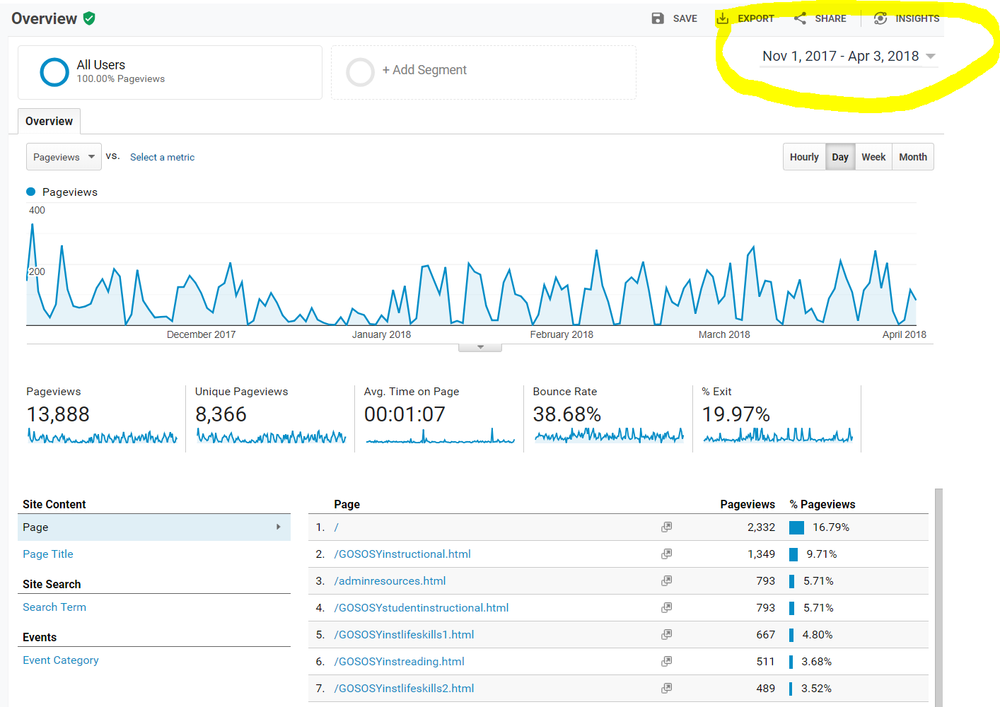 Overview
SAVE EXPORT SHARE INSIGHTS
All Users
100.00% Pageviews
+ Add Segment
Nov 1, 2017 - Apr 3, 2018
Overview
Pageviews vs. Select a metric
Hourly Day Week Month
Pageviews
400
200
December 2017 January 2018 February 2018 March 2018 April 2018
Pageviews
13,888
Unique Pageviews
8,366
Avg. Time on Page
00:01:07
Bounce Rate
38.68%
% Exit
19.97%
Site Content
Page
Page Title
Site Search
Search Term
Events
Event Category
Page Pageviews % Pageviews
1. / 2,332 16.79%
2. /GOSOSYinstructional.html 1,349 9.71%
3. /adminresources.html 793 5.71%
4. /GOSOSYstudentinstructional.html 793 5.71%
5. /GOSOSYinstlifeskills1.html 667 4.80%
6. /GOSOSYinstreading.html 511 3.68%
7. /GOSOSYinstlifeskills2.html 489 3.52%